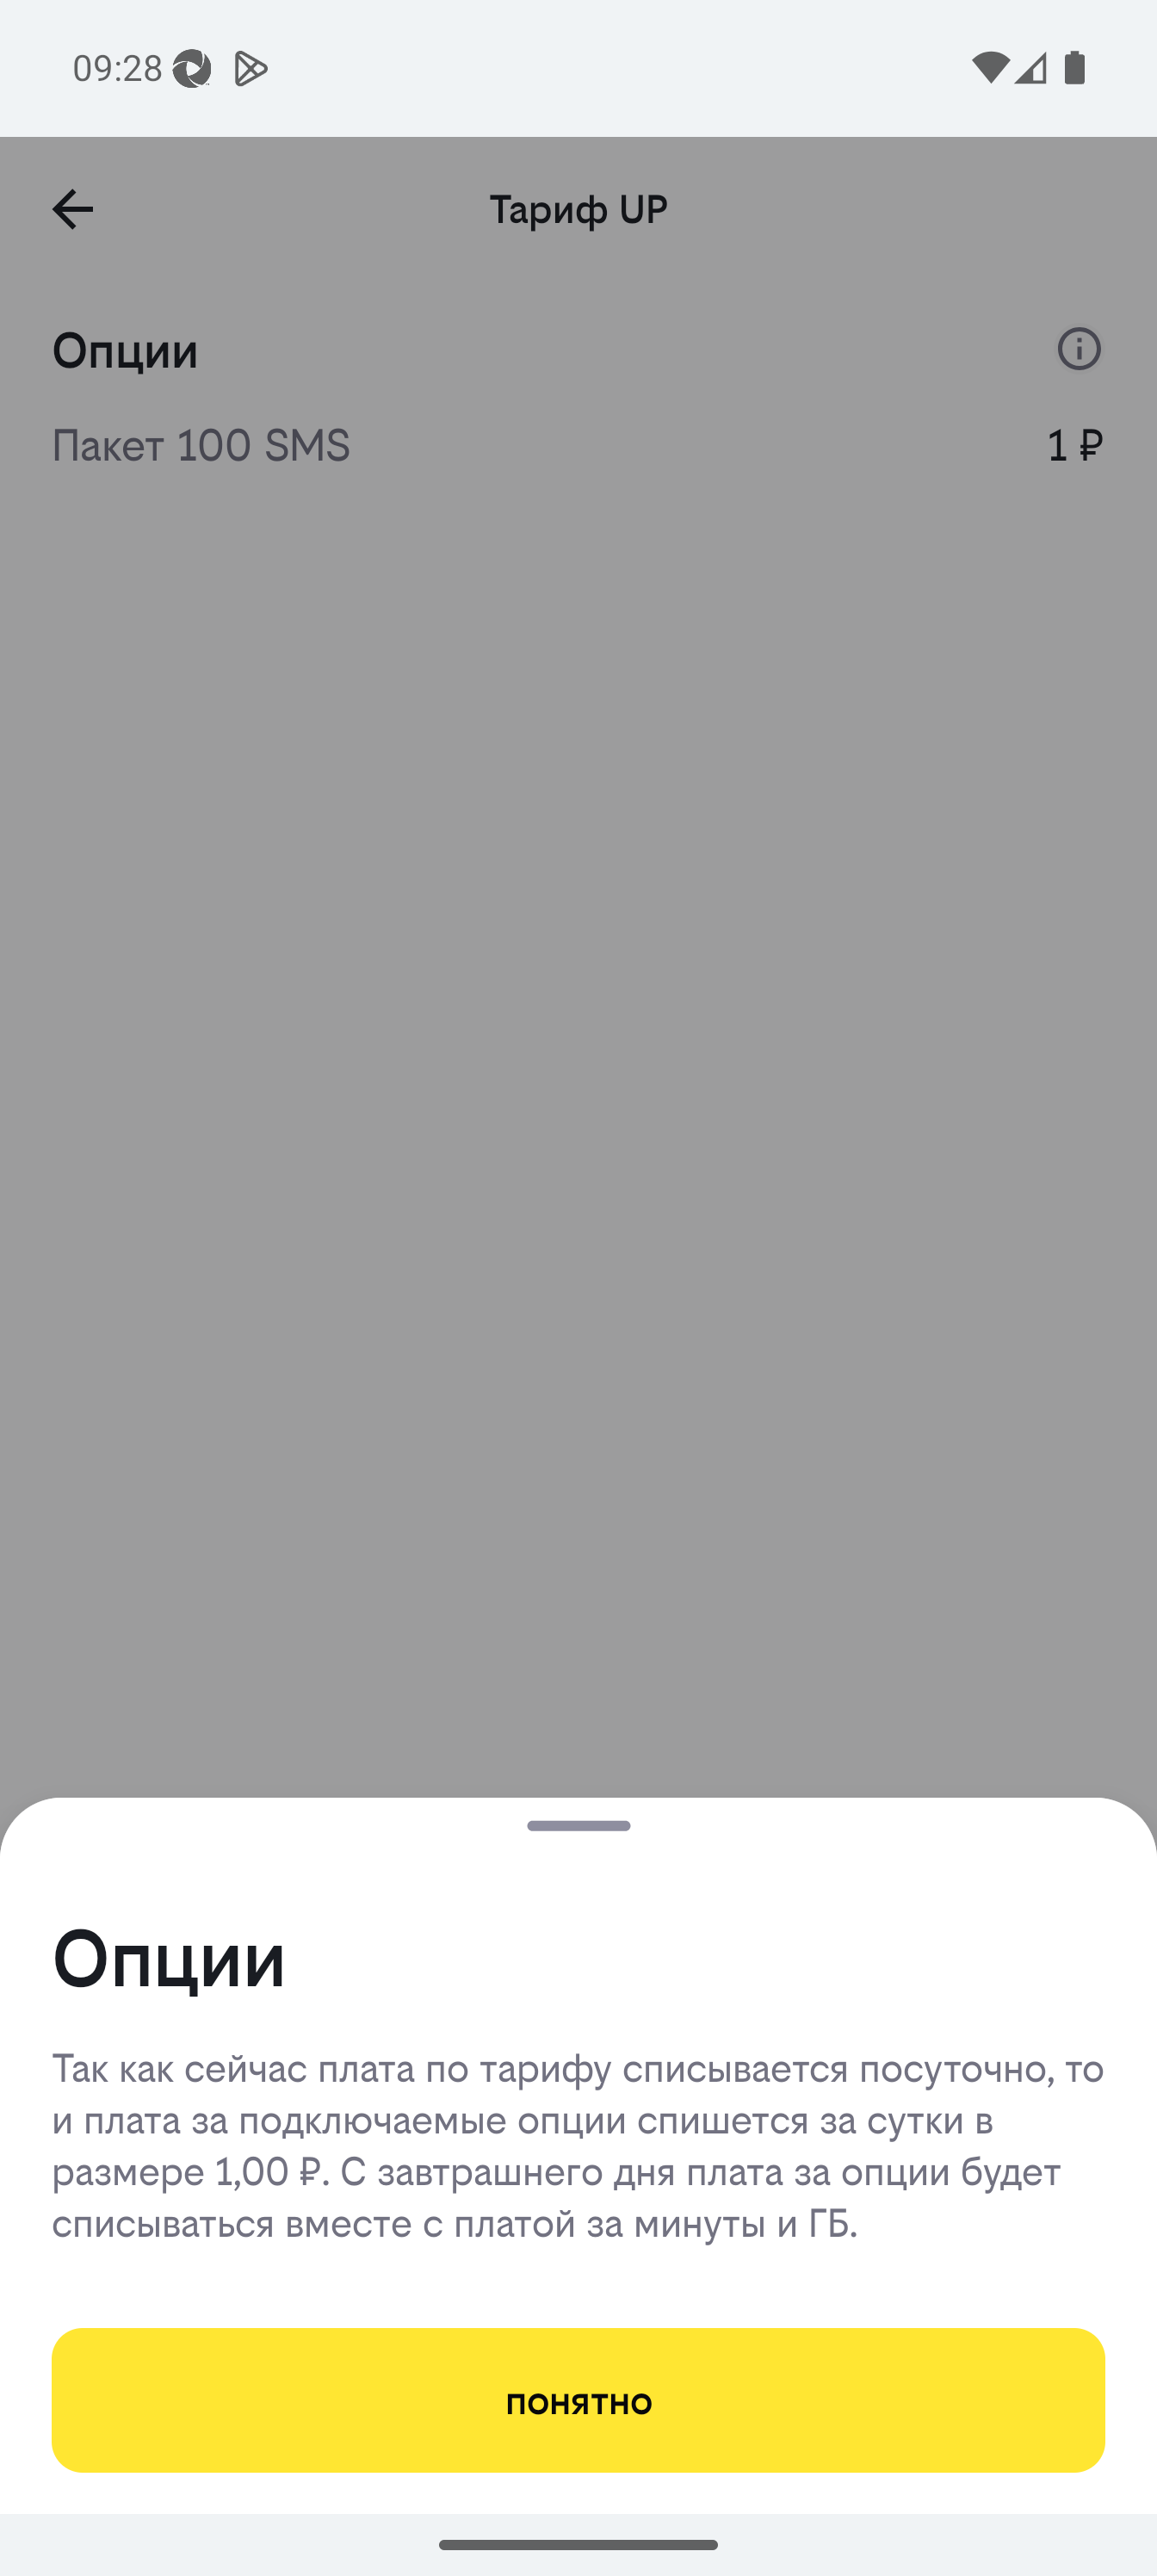 09:28
Тариф UP
Опции
Пакет 100 SMS 1 ₽
Опции
Так как сейчас плата по тарифу списывается посуточно, то
и плата за подключаемые опции спишется за сутки в
размере 1,00 ₽. С завтрашнего дня плата за опции будет
списываться вместе с платой за минуты и ГБ.
понятно